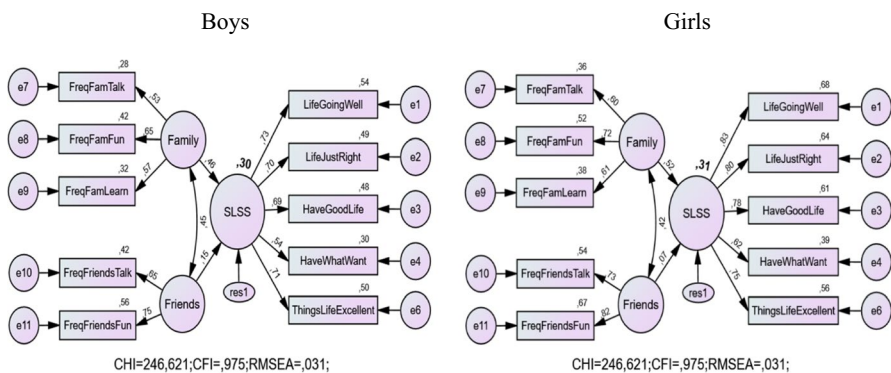 Boys
,28
e7
FreqFamTalk
,53
,42
e8
FreqFamFun
,65
,32
e9
FreqFamLearn
,57
Family
,46
,45
,42
e10
FreqFriendsTalk
,65
,56
e11
FreqFriendsFun
,75
Friends
,15
,30
SLSS
res1
,54
LifeGoingWell
,73
e1
,49
LifeJustRight
,70
e2
,48
HaveGoodLife
,69
e3
,30
HaveWhatWant
,54
e4
,50
ThingsLifeExcellent
,71
e6
CHI=246,621;CFI=,975;RMSEA=,031;
Girls
,36
e7
FreqFamTalk
,60
,52
e8
FreqFamFun
,72
,38
e9
FreqFamLearn
,61
Family
,52
,42
,54
e10
FreqFriendsTalk
,73
,67
e11
FreqFriendsFun
,82
Friends
,07
,31
SLSS
res1
,68
LifeGoingWell
,83
e1
,64
LifeJustRight
,80
e2
,61
HaveGoodLife
,78
e3
,39
HaveWhatWant
,62
e4
,56
ThingsLifeExcellent
,75
e6
CHI=246,621;CFI=,975;RMSEA=,031;